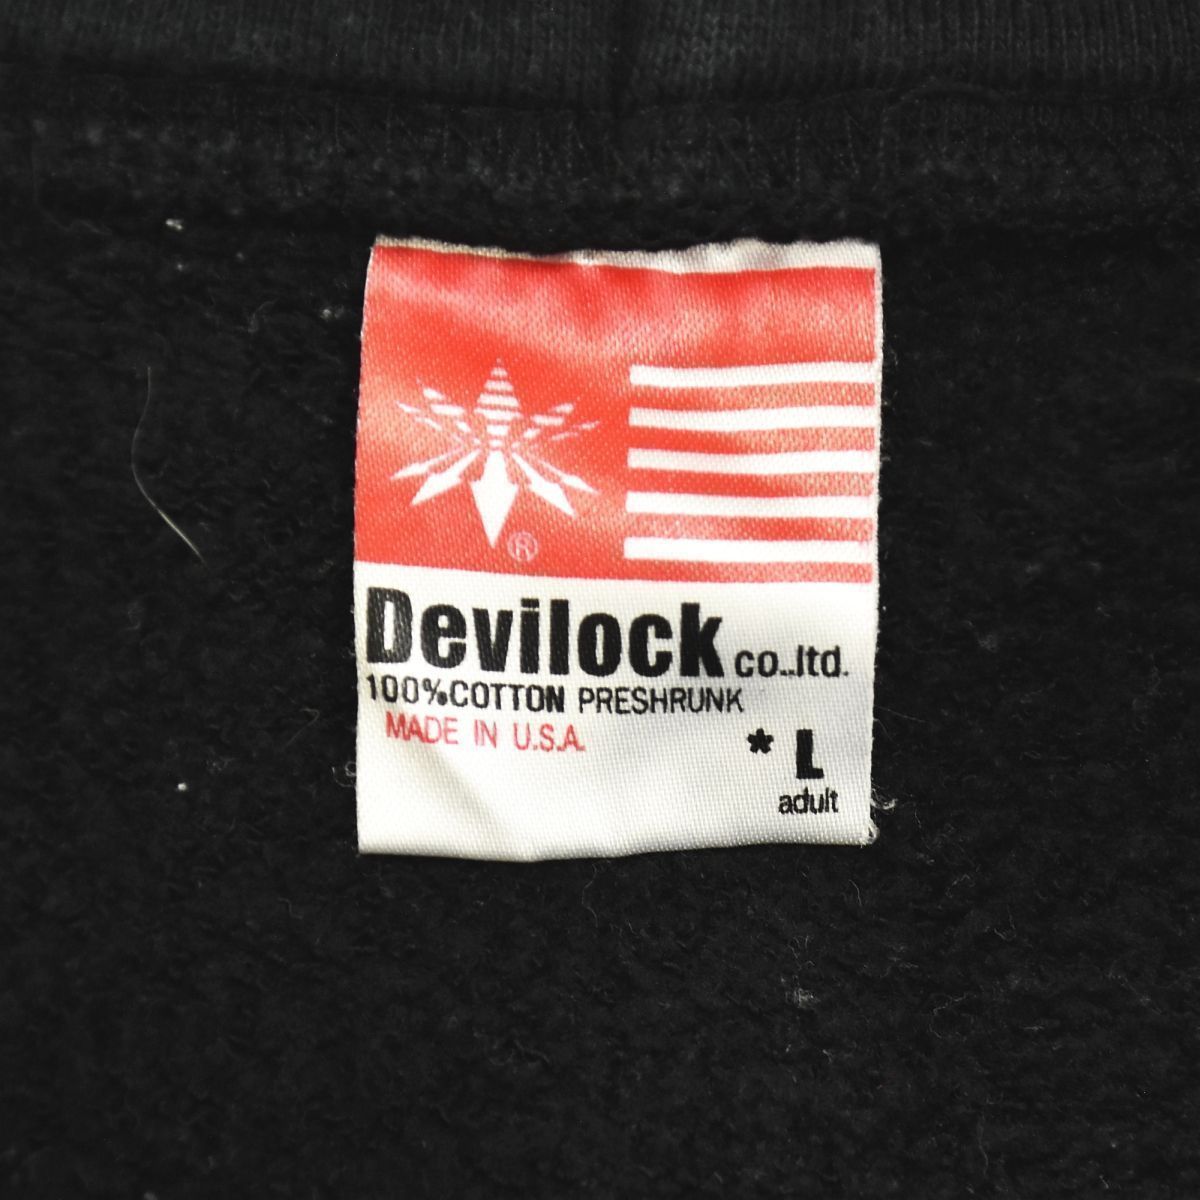 ®
Devilock co.,ltd.
100%COTTON PRESHRUNK
MADE IN U.S.A.
* L
adult